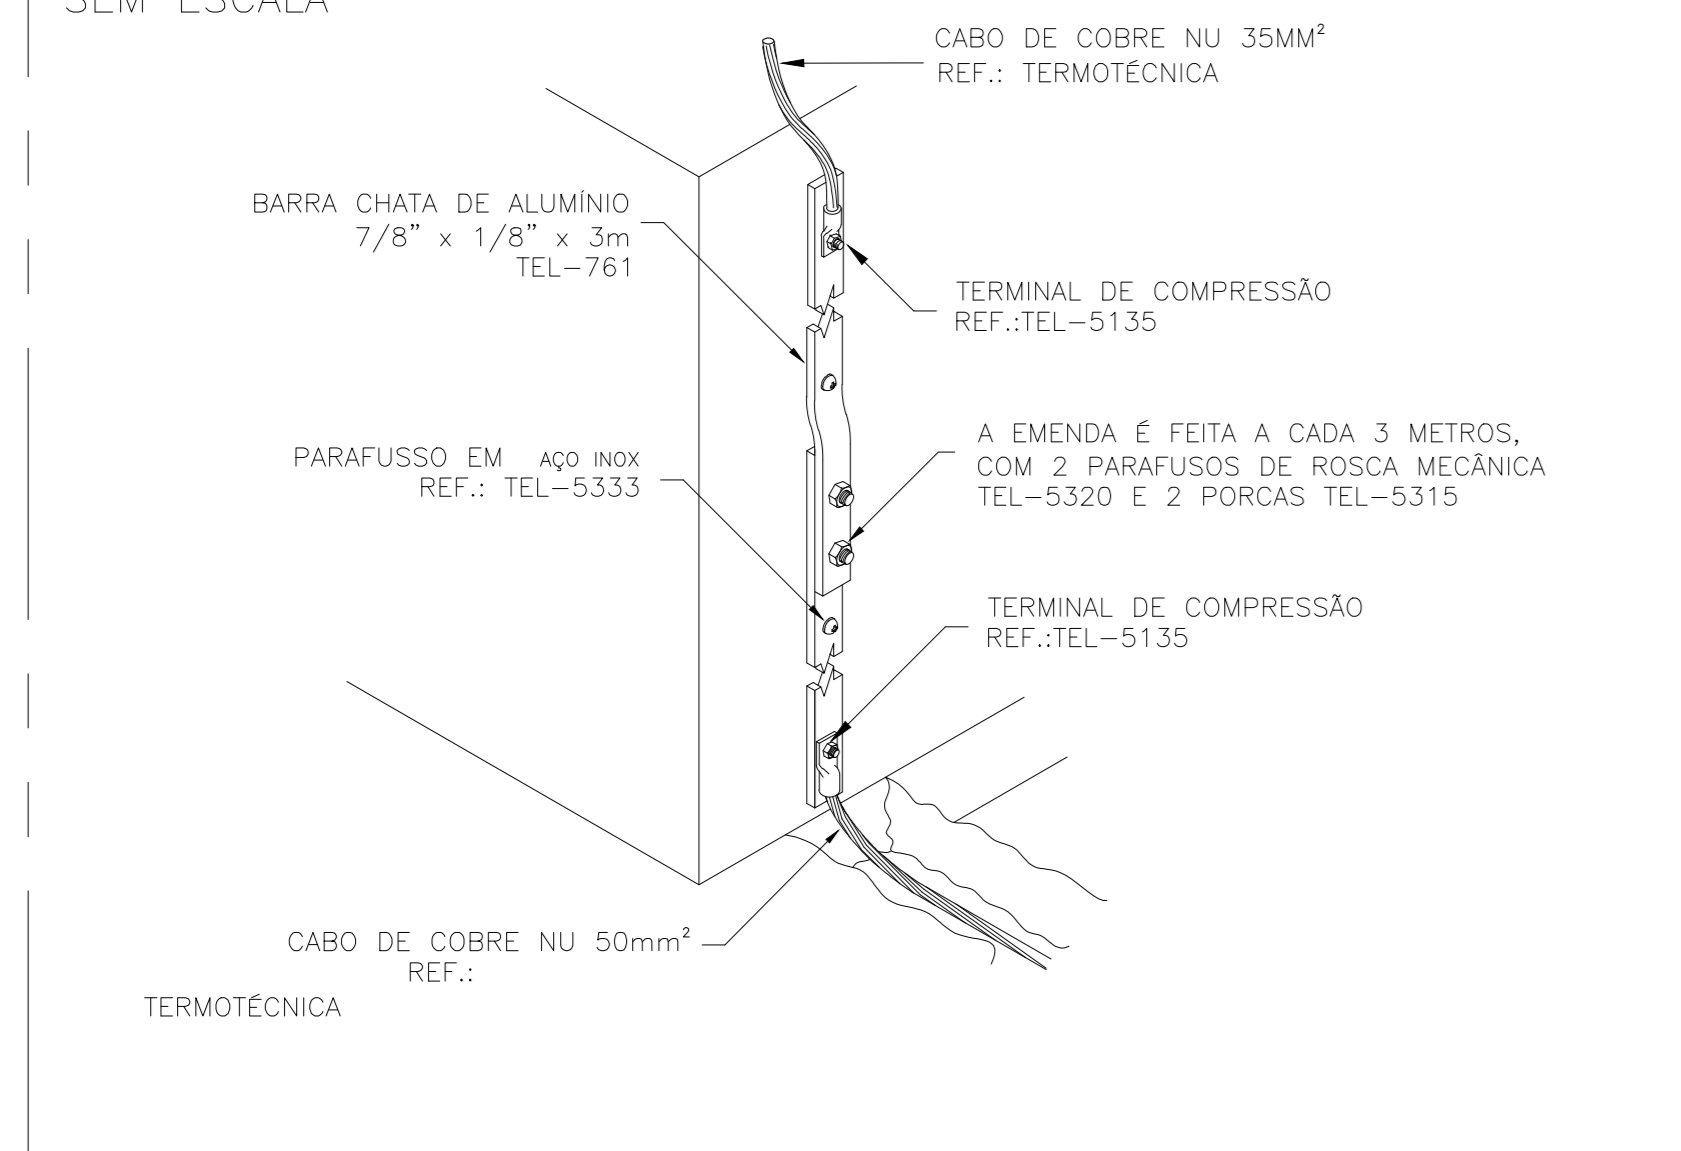 SEM ESCALA
CABO DE COBRE NU 35MM²
REF.: TERMOTÉCNICA
BARRA CHATA DE ALUMÍNIO
7/8" x 1/8" x 3m
TEL-761
TERMINAL DE COMPRESSÃO
REF.:TEL-5135
A EMENDA É FEITA A CADA 3 METROS,
COM 2 PARAFUSOS DE ROSCA MECÂNICA
TEL-5320 E 2 PORCAS TEL-5315
PARAFUSSO EM AÇO INOX
REF.: TEL-5333
TERMINAL DE COMPRESSÃO
REF.:TEL-5135
CABO DE COBRE NU 50mm²
REF.:
TERMOTÉCNICA